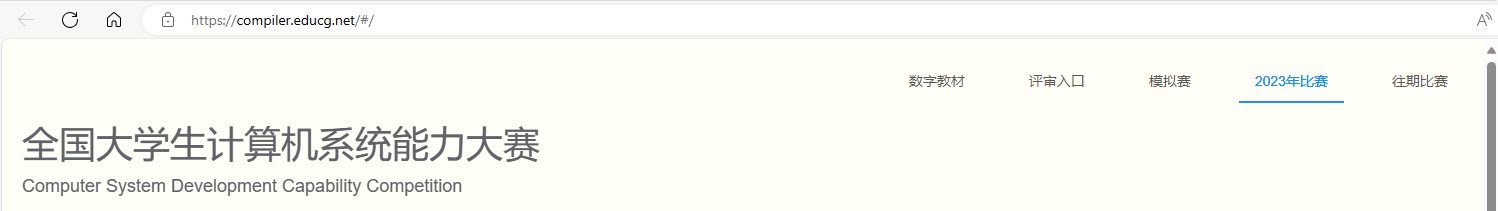 https://compiler.educg.net/#/
数字教材 评审入口 模拟赛 2023年比赛 往期比赛
全国大学生计算机系统能力大赛
Computer System Development Capability Competition